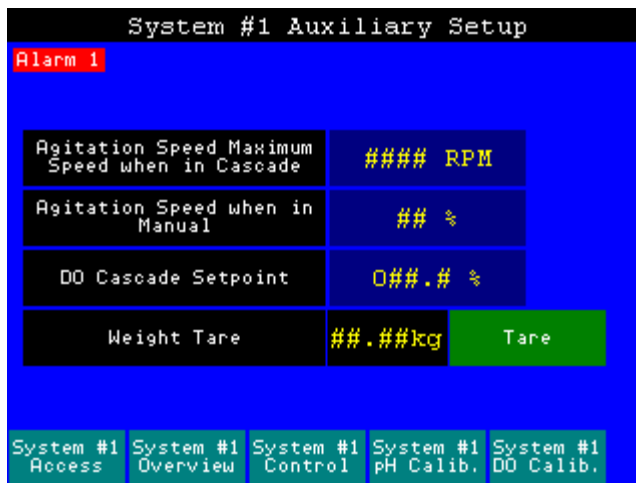 System #1 Auxiliary Setup
Alarm 1
Agitation Speed Maximum
Speed when in Cascade
#### RPM
Agitation Speed when in
Manual
## %
DO Cascade Setpoint
O##.# %
Weight Tare
##.##kg
Tare
System #1
Access
System #1
Overview
System #1
Control
System #1
pH Calib.
System #1
DO Calib.